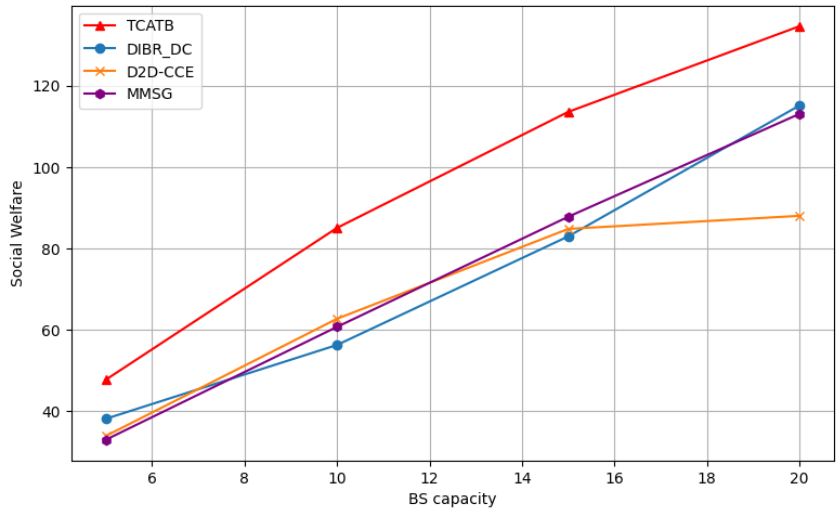 TCATB
DIBR_DC
D2D-CCE
MMSG
Social Welfare
120
100
80
60
40
6 8 10 12 14 16 18 20
BS capacity